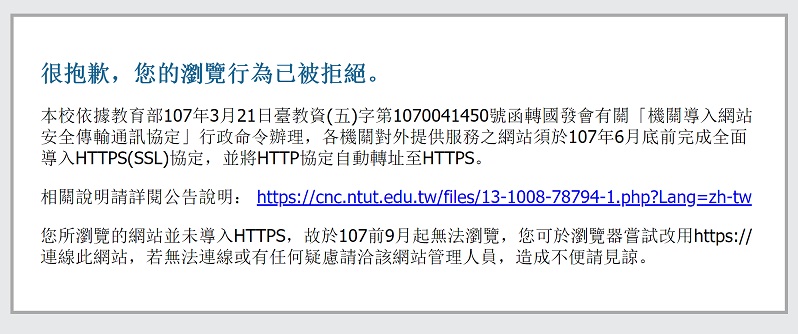 很抱歉，您的瀏覽行為已被拒絕。
本校依據教育部107年3月21日臺教資(五)字第1070041450號函轉國發會有關「機關導入網站
安全傳輸通訊協定」行政命令辦理，各機關對外提供服務之網站須於107年6月底前完成全面
導入HTTPS(SSL)協定，並將HTTP協定自動轉址至HTTPS。
相關說明請詳閱公告說明： https://cnc.ntut.edu.tw/files/13-1008-78794-1.php?Lang=zh-tw
您所瀏覽的網站並未導入HTTPS，故於107前9月起無法瀏覽，您可於瀏覽器嘗試改用https://
連線此網站，若無法連線或有任何疑慮請洽該網站管理人員，造成不便請見諒。